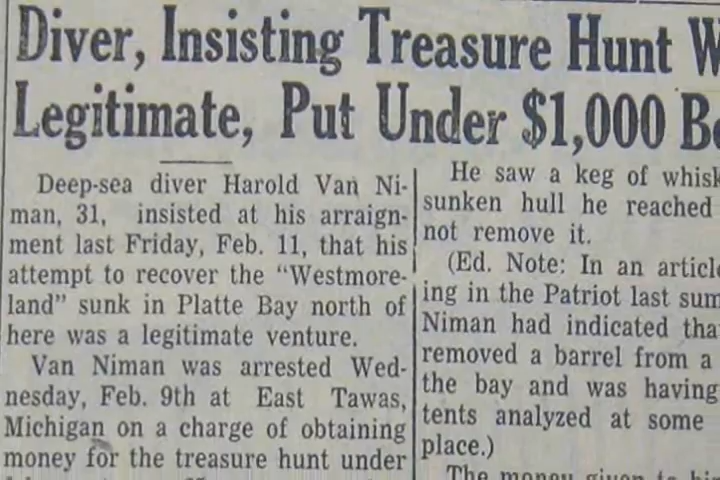 Diver, Insisting Treasure Hunt
Legitimate, Put Under $1,000
Deep-sea diver Harold Van Ni-
man, 31, insisted at his arraign-
ment last Friday, Feb. 11, that his
attempt to recover the "Westmore-
land" sunk in Platte Bay north of
here was a legitimate venture.
Van Niman was arrested Wed-
nesday, Feb. 9th at East Tawas,
Michigan on a charge of obtaining
money for the treasure hunt under
He saw a keg of
sunken hull he reached
not remove it.
(Ed. Note: In an
ing in the Patriot last
Niman had indicated
removed a barrel from a
the bay and was having
tents analyzed at some
place.)
The money given to